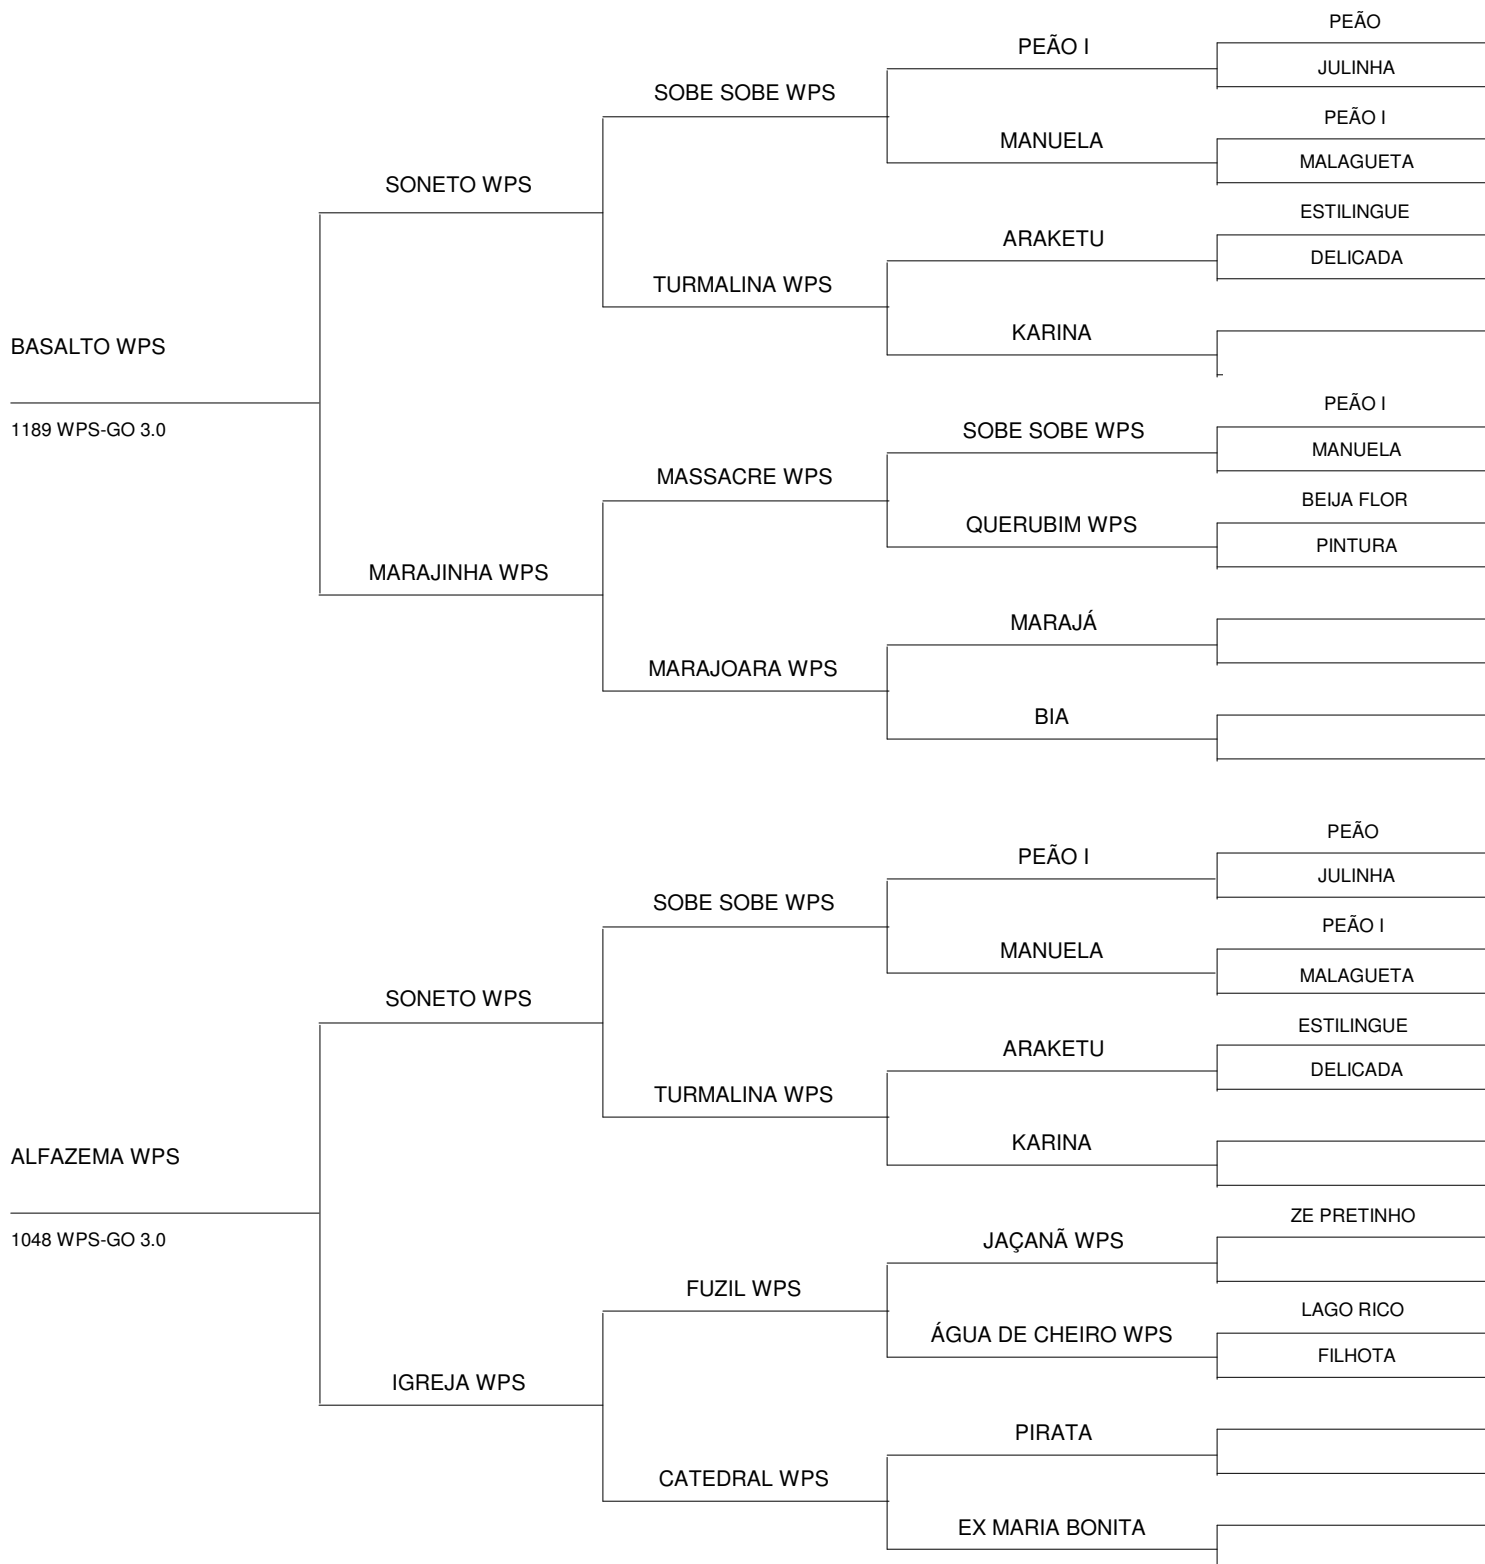 PEÃO
PEÃO I
JULINHA
SOBE SOBE WPS
PEÃO I
MANUELA
MALAGUETA
SONETO WPS
ESTILINGUE
ARAKETU
DELICADA
TURMALINA WPS
KARINA
BASALTO WPS
PEÃO I
1189 WPS-GO 3.0
SOBE SOBE WPS
MANUELA
MASSACRE WPS
BEIJA FLOR
QUERUBIM WPS
PINTURA
MARAJINHA WPS
MARAJÁ
MARAJOARA WPS
BIA
PEÃO
PEÃO I
JULINHA
SOBE SOBE WPS
PEÃO I
MANUELA
MALAGUETA
SONETO WPS
ESTILINGUE
ARAKETU
DELICADA
TURMALINA WPS
KARINA
ALFAZEMA WPS
ZE PRETINHO
1048 WPS-GO 3.0
JAÇANÃ WPS
FUZIL WPS
LAGO RICO
ÁGUA DE CHEIRO WPS
FILHOTA
IGREJA WPS
PIRATA
CATEDRAL WPS
EX MARIA BONITA